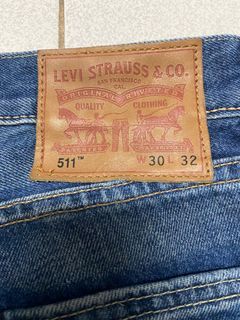 LEVI STRAUSS & CO.
SAN FRANCISCO
CAL.
ORIGINAL RIVETED
QUALITY CLOTHING
511™ W 30 L 32